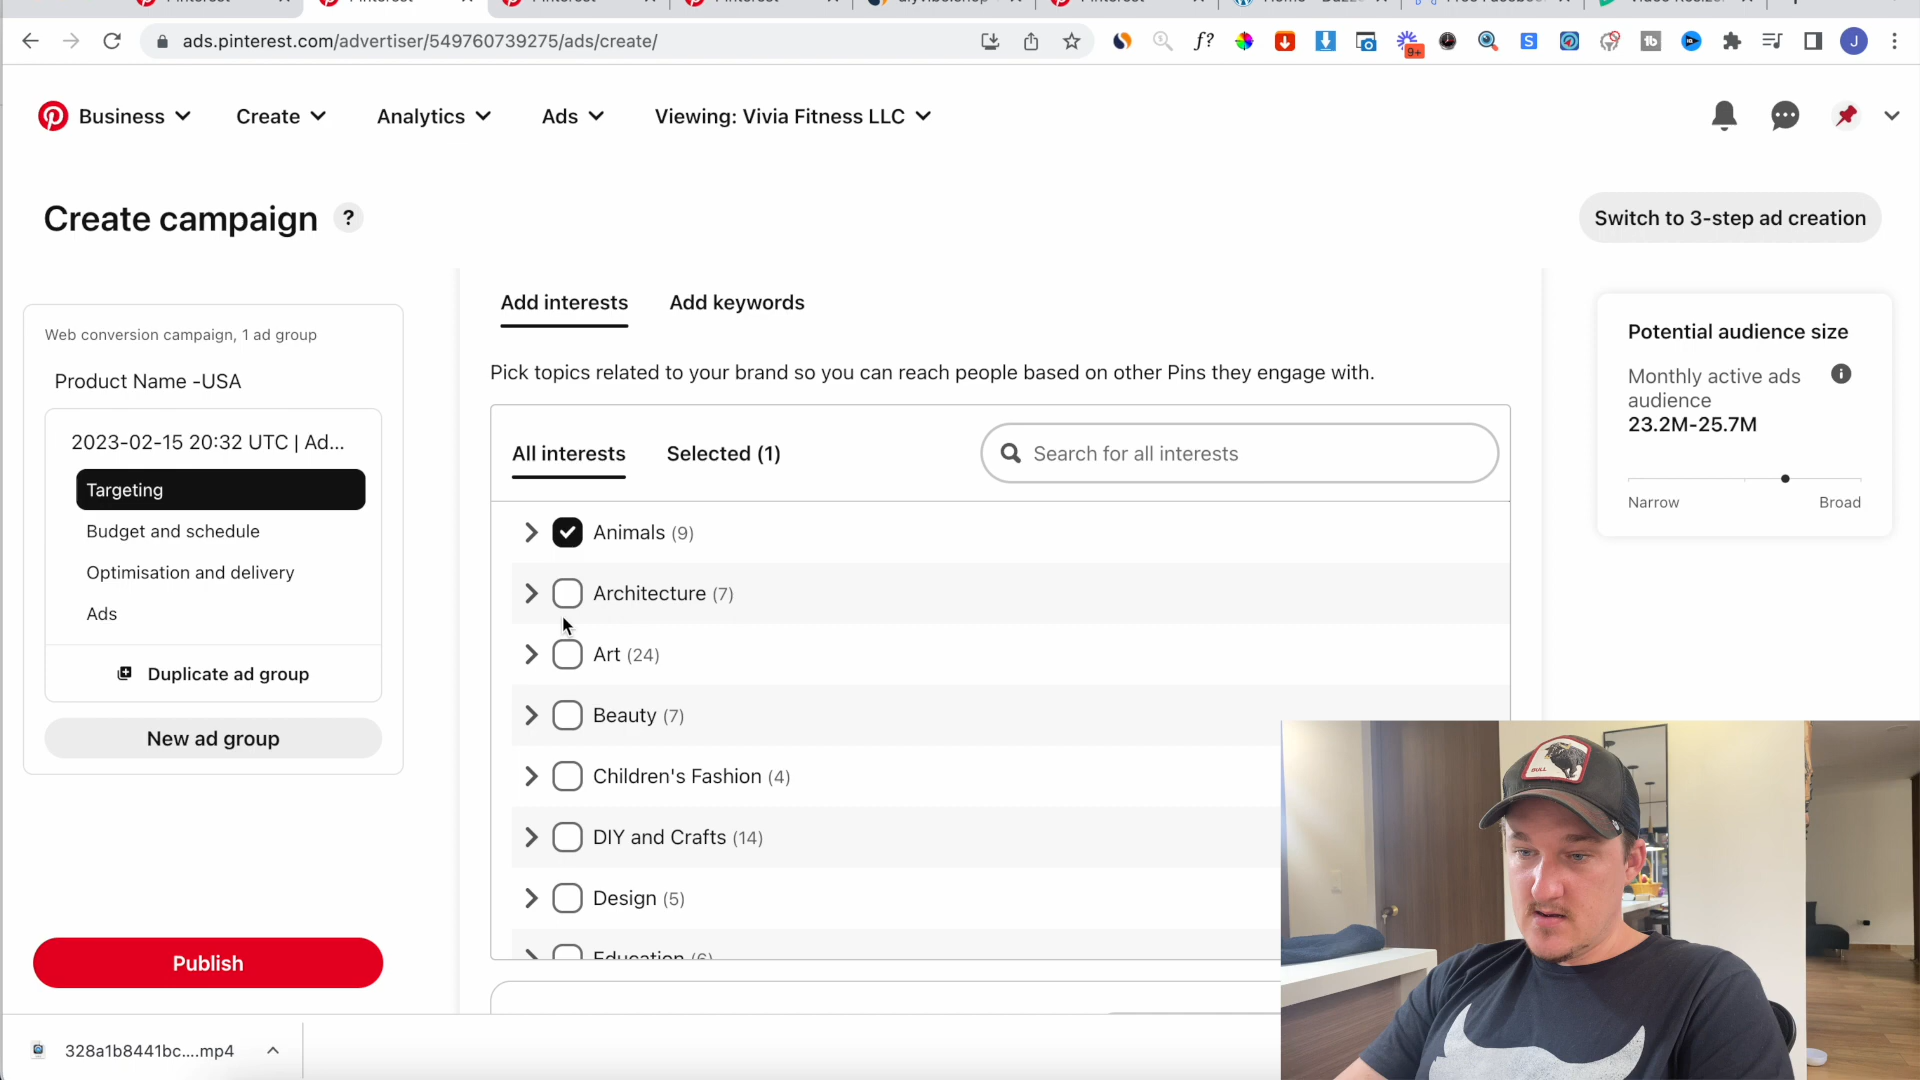 ads.pinterest.com/advertiser/549760739275/ads/create/
9+
J
Business
Create
Analytics
Ads
Viewing: Vivia Fitness LLC
Create campaign
?
Switch to 3-step ad creation
Web conversion campaign, 1 ad group
Product Name -USA
2023-02-15 20:32 UTC | Ad...
Targeting
Budget and schedule
Optimisation and delivery
Ads
Duplicate ad group
New ad group
Publish
Add interests
Add keywords
Pick topics related to your brand so you can reach people based on other Pins they engage with.
All interests
Selected (1)
Search for all interests
Animals (9)
Architecture (7)
Art (24)
Beauty (7)
Children's Fashion (4)
DIY and Crafts (14)
Design (5)
Education (6)
Potential audience size
Monthly active ads
audience
23.2M-25.7M
Narrow
Broad
BULL
328a1b8441bc....mp4